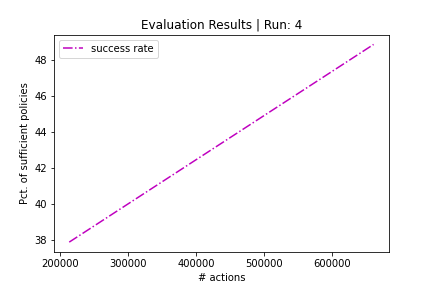 Evaluation Results | Run: 4
success rate
Pct. of sufficient policies
48
46
44
42
40
38
200000 300000 400000 500000 600000
# actions